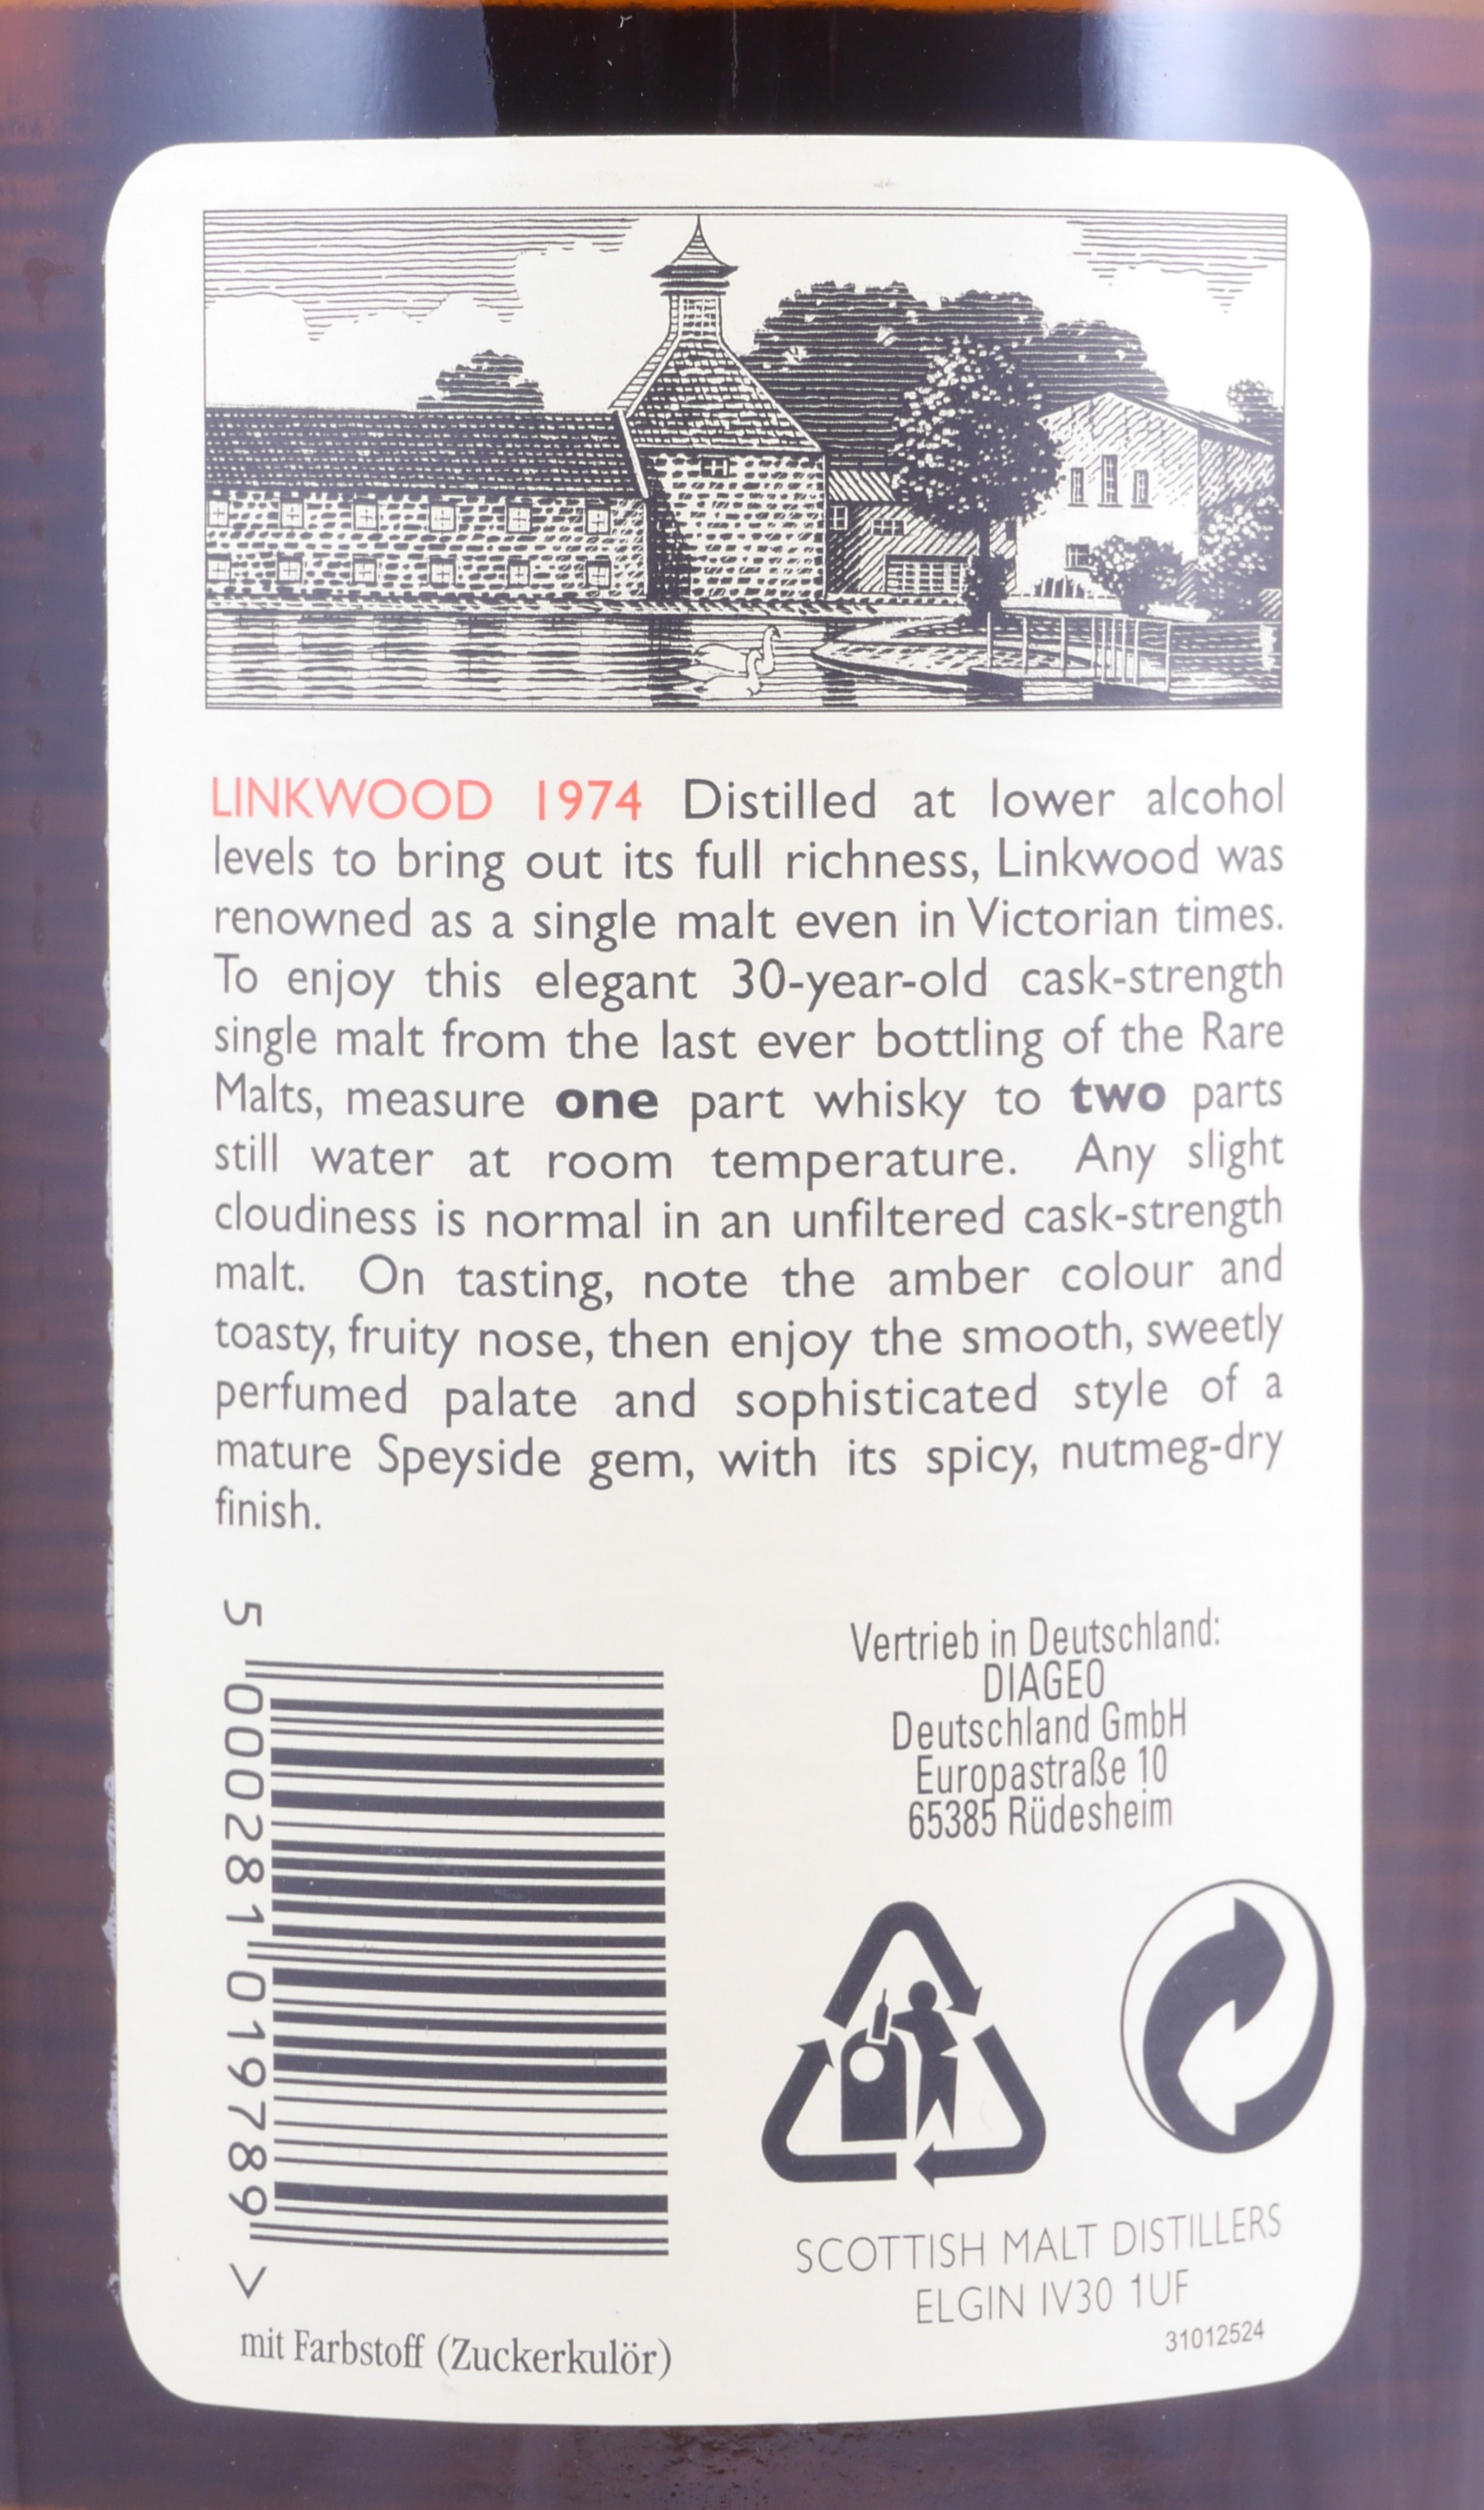 LINKWOOD 1974 Distilled at lower alcohol
levels to bring out its full richness, Linkwood was
renowned as a single malt even in Victorian times.
To enjoy this elegant 30-year-old cask-strength
single malt from the last ever bottling of the Rare
Malts, measure one part whisky to two parts
still water at room temperature. Any slight
cloudiness is normal in an unfiltered cask-strength
malt. On tasting, note the amber colour and
toasty, fruity nose, then enjoy the smooth, sweetly
perfumed palate and sophisticated style of a
mature Speyside gem, with its spicy, nutmeg-dry
finish.
5 000281 019789 >
mit Farbstoff (Zuckerkulör)
Vertrieb in Deutschland:
DIAGEO
Deutschland GmbH
Europastraße 10
65385 Rüdesheim
SCOTTISH MALT DISTILLERS
ELGIN IV30 1UF
31012524